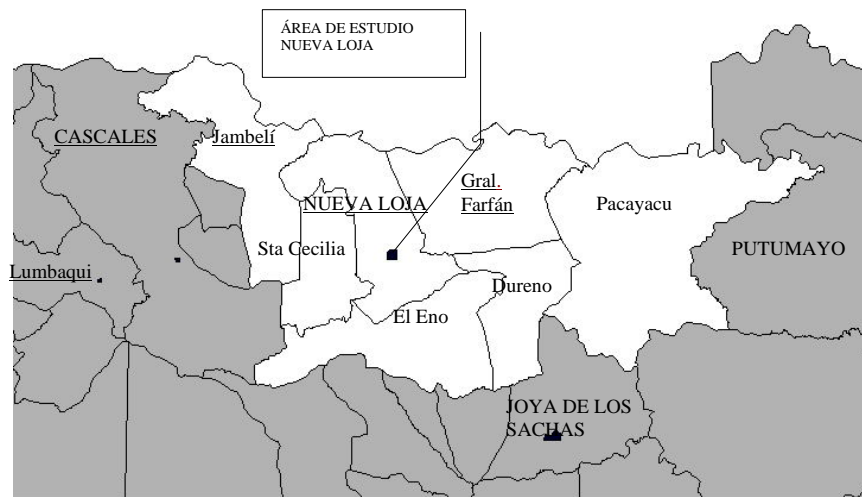 ÁREA DE ESTUDIO
NUEVA LOJA
CASCALES
Jambelí
Gral.
Farfán
NUEVA LOJA
Pacayacu
Sta Cecilia
PUTUMAYO
Lumbaqui
Dureno
El Eno
JOYA DE LOS
SACHAS